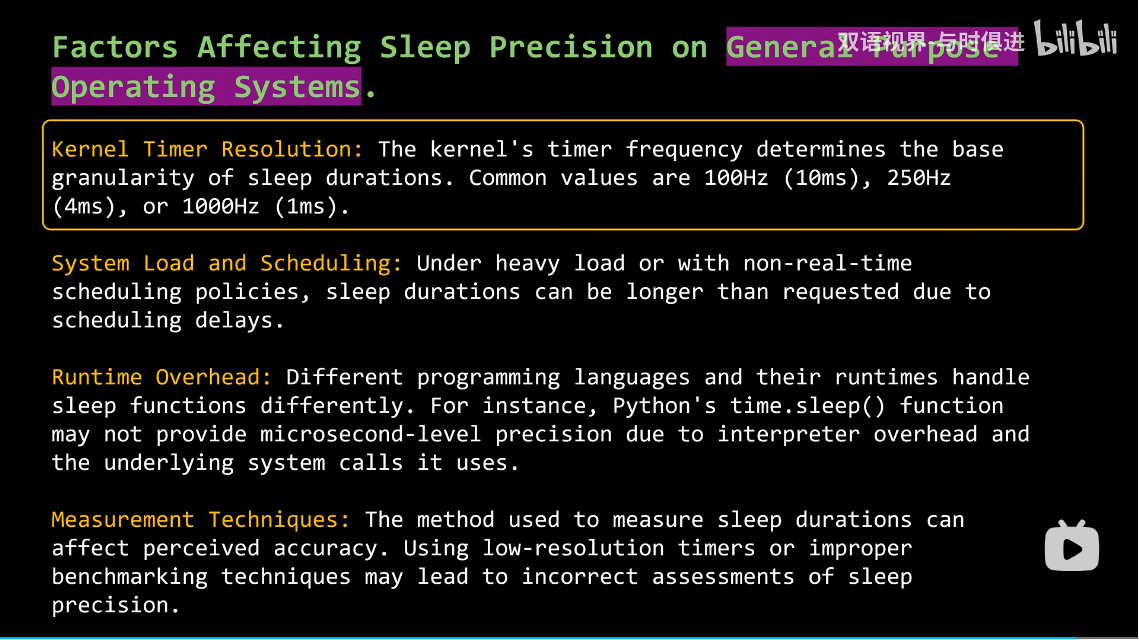 Factors Affecting Sleep Precision on General Purpose
Operating Systems.
双语视界-与时俱进
bilibili
Kernel Timer Resolution: The kernel's timer frequency determines the base
granularity of sleep durations. Common values are 100Hz (10ms), 250Hz
(4ms), or 1000Hz (1ms).
System Load and Scheduling: Under heavy load or with non-real-time
scheduling policies, sleep durations can be longer than requested due to
scheduling delays.
Runtime Overhead: Different programming languages and their runtimes handle
sleep functions differently. For instance, Python's time.sleep() function
may not provide microsecond-level precision due to interpreter overhead and
the underlying system calls it uses.
Measurement Techniques: The method used to measure sleep durations can
affect perceived accuracy. Using low-resolution timers or improper
benchmarking techniques may lead to incorrect assessments of sleep
precision.